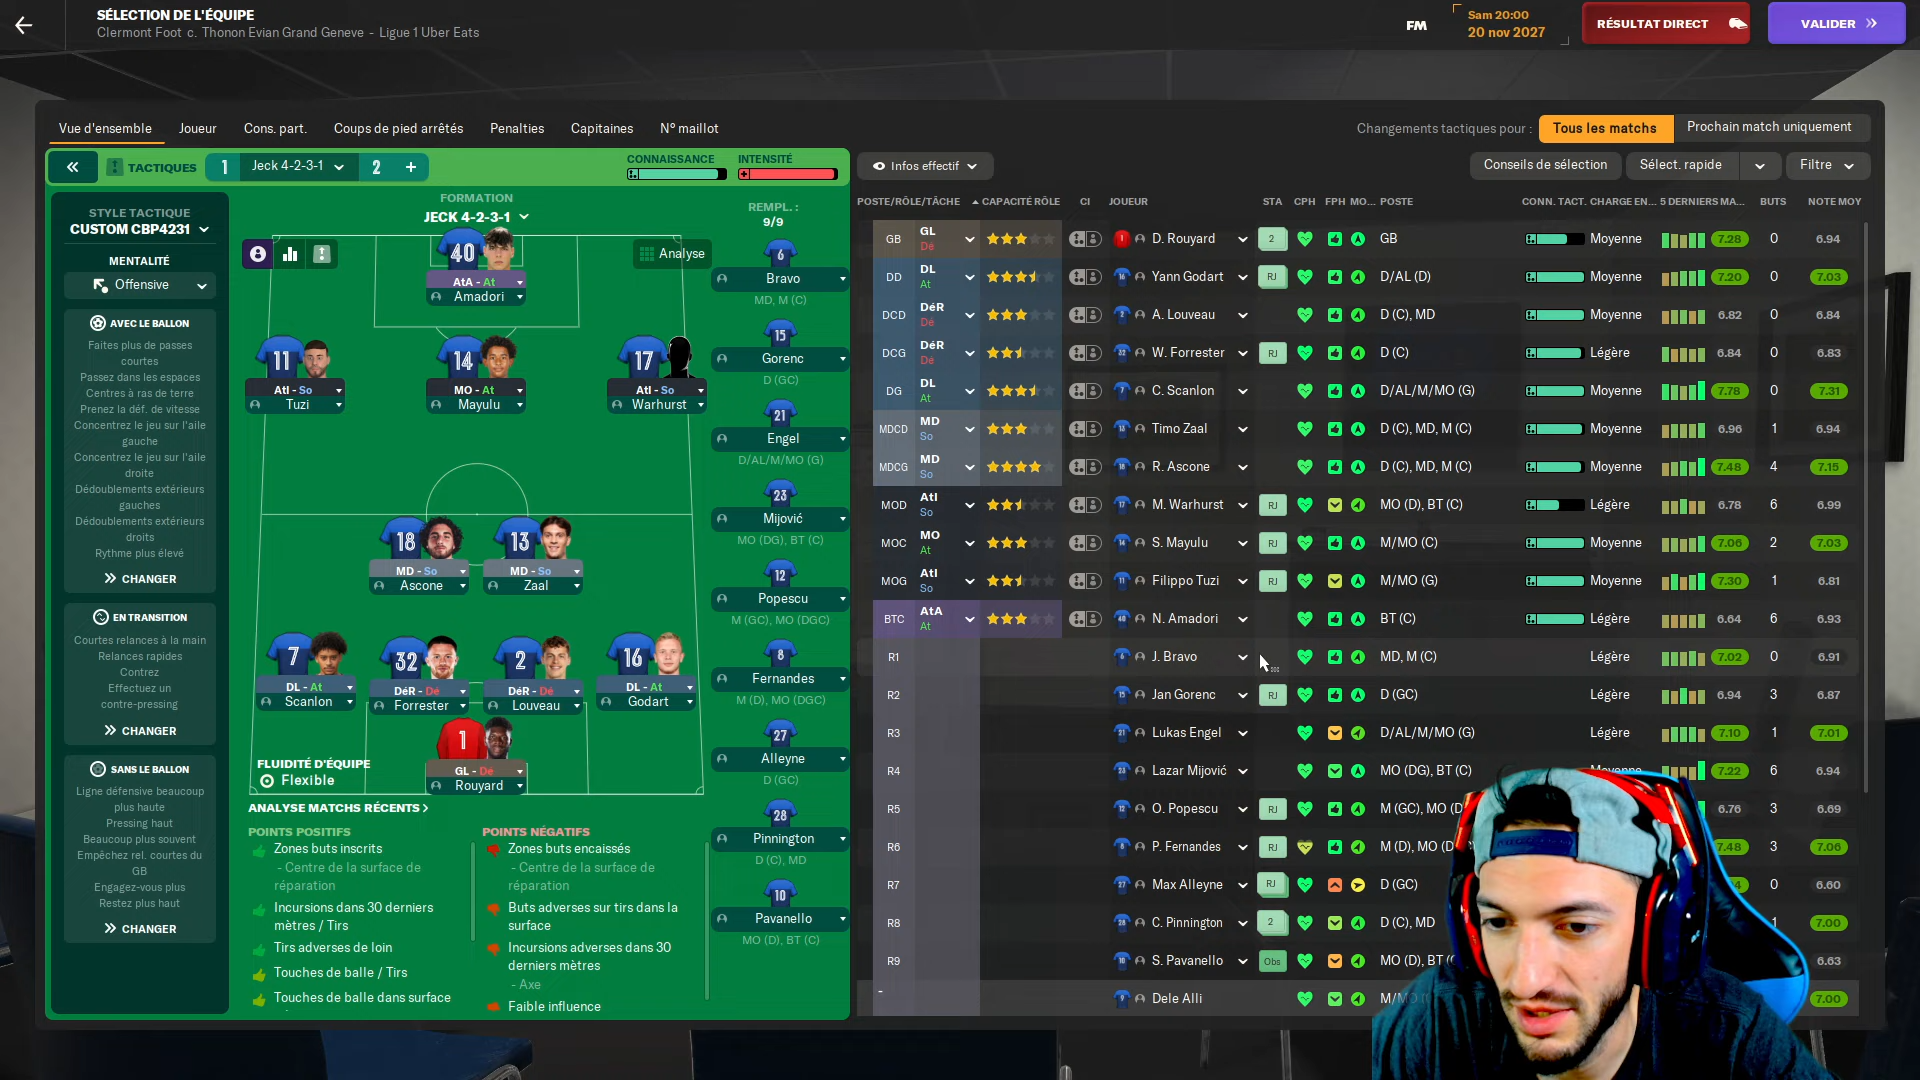 SÉLECTION DE L'ÉQUIPE
Clermont Foot c. Thonon Evian Grand Geneve - Ligue 1 Uber Eats
FM
Sam 20:00
20 nov 2027
RÉSULTAT DIRECT
VALIDER
Vue d'ensemble
Joueur
Cons. part.
Coups de pied arrêtés
Penalties
Capitaines
N° maillot
Changements tactiques pour :
Tous les matchs
Prochain match uniquement
TACTIQUES
1
Jeck 4-2-3-1
2
+
CONNAISSANCE
INTENSITÉ
Infos effectif
Conseils de sélection
Sélect. rapide
Filtre
STYLE TACTIQUE
CUSTOM CBP4231
MENTALITÉ
Offensive
AVEC LE BALLON
Faites plus de passes
courtes
Passez dans les espaces
Centres à ras de terre
Prenez la déf. de vitesse
Concentrez le jeu sur l'aile
gauche
Concentrez le jeu sur l'aile
droite
Dédoublements extérieurs
gauches
Dédoublements extérieurs
droits
Rythme plus élevé
CHANGER
EN TRANSITION
Courtes relances à la main
Relances rapides
Contrez
Effectuez un
contre-pressing
CHANGER
SANS LE BALLON
Ligne défensive beaucoup
plus haute
Pressing haut
Beaucoup plus souvent
Empêchez rel. courtes du
GB
Engagez-vous plus
Restez plus haut
CHANGER
FORMATION
JECK 4-2-3-1
Analyse
40
AtA - At
Amadori
11
Atl - So
Tuzi
14
MO - At
Mayulu
17
Atl - So
Warhurst
18
MD - So
Ascone
13
MD - So
Zaal
7
DL - At
Scanlon
32
DéR - Dé
Forrester
2
DéR - Dé
Louveau
16
DL - At
Godart
1
GL - Dé
Rouyard
FLUIDITÉ D'ÉQUIPE
Flexible
ANALYSE MATCHS RÉCENTS
POINTS POSITIFS
Zones buts inscrits
- Centre de la surface de
réparation
Incursions dans 30 derniers
mètres / Tirs
Tirs adverses de loin
Touches de balle / Tirs
Touches de balle dans surface
POINTS NÉGATIFS
Zones buts encaissés
- Centre de la surface de
réparation
Buts adverses sur tirs dans la
surface
Incursions adverses dans 30
derniers mètres
- Axe
Faible influence
REMPL. :
9/9
6
Bravo
MD, M (C)
15
Gorenc
D (GC)
21
Engel
D/AL/M/MO (G)
23
Mijović
MO (DG), BT (C)
12
Popescu
M (GC), MO (DGC)
8
Fernandes
M (D), MO (DGC)
27
Alleyne
D (GC)
28
Pinnington
D (C), MD
10
Pavanello
MO (D), BT (C)
POSTE/RÔLE/TÂCHE CAPACITÉ RÔLE CI JOUEUR STA CPH FPH MO... POSTE CONN. TACT. CHARGE EN... 5 DERNIERS MA... BUTS NOTE MOY
GB GL Dé D. Rouyard 2 GB Moyenne 7.28 0 6.94
DD DL At Yann Godart RJ D/AL (D) Moyenne 7.20 0 7.03
DCD DéR Dé A. Louveau D (C), MD Moyenne 6.82 0 6.84
DCG DéR Dé W. Forrester RJ D (C) Légère 6.84 0 6.83
DG DL At C. Scanlon D/AL/M/MO (G) Moyenne 7.78 0 7.31
MDCD MD So Timo Zaal D (C), MD, M (C) Moyenne 6.96 1 6.94
MDCG MD So R. Ascone D (C), MD, M (C) Moyenne 7.48 4 7.15
MOD Atl So M. Warhurst RJ MO (D), BT (C) Légère 6.78 6 6.99
MOC MO At S. Mayulu RJ M/MO (C) Moyenne 7.06 2 7.03
MOG Atl So Filippo Tuzi RJ M/MO (G) Moyenne 7.30 1 6.81
BTC AtA At N. Amadori BT (C) Légère 6.64 6 6.93
R1 J. Bravo MD, M (C) Légère 7.02 0 6.91
R2 Jan Gorenc RJ D (GC) Légère 6.94 3 6.87
R3 Lukas Engel D/AL/M/MO (G) Légère 7.10 1 7.01
R4 Lazar Mijović MO (DG), BT (C) 7.22 6 6.94
R5 O. Popescu RJ M (GC), MO (D 6.76 3 6.69
R6 P. Fernandes RJ M (D), MO (D 7.48 3 7.06
R7 Max Alleyne RJ D (GC) 0 6.60
R8 C. Pinnington 2 D (C), MD 7.00
R9 S. Pavanello Obs MO (D), BT 6.63
- Dele Alli 7.00